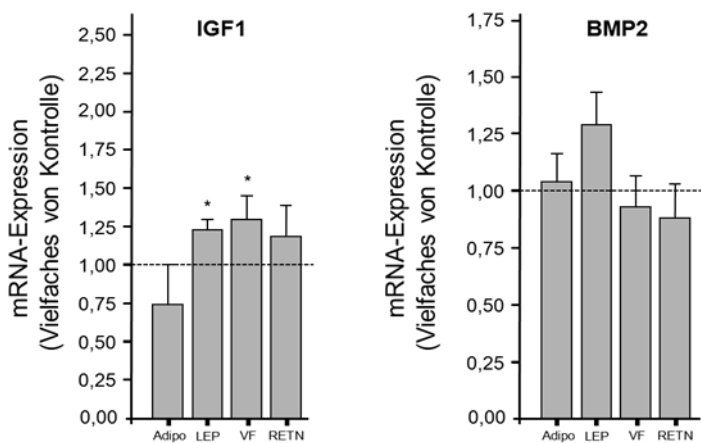 IGF1
mRNA-Expression
(Vielfaches von Kontrolle)
2,50
2,25
2,00
1,75
1,50
1,25
1,00
0,75
0,50
0,25
0,00
*
*
Adipo LEP VF RETN
BMP2
mRNA-Expression
(Vielfaches von Kontrolle)
1,75
1,50
1,25
1,00
0,75
0,50
0,25
0,00
Adipo LEP VF RETN